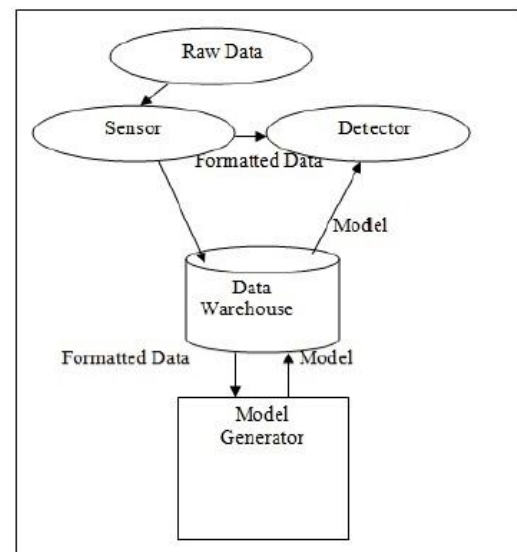 Raw Data
Sensor
Detector
Formatted Data
Model
Data
Warehouse
Formatted Data
Model
Model
Generator